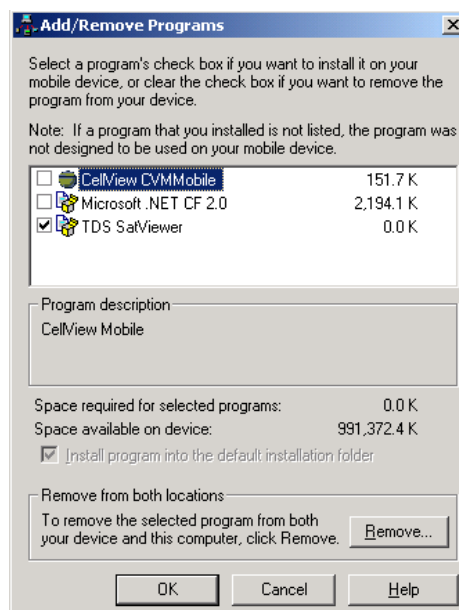 Add/Remove Programs
Select a program's check box if you want to install it on your
mobile device, or clear the check box if you want to remove the
program from your device.
Note: If a program that you installed is not listed, the program was
not designed to be used on your mobile device.
CellView CVMMobile 151.7 K
Microsoft .NET CF 2.0 2,194.1 K
TDS SatViewer 0.0 K
Program description
CellView Mobile
Space required for selected programs: 0.0 K
Space available on device: 991,372.4 K
Install program into the default installation folder
Remove from both locations
To remove the selected program from both
your device and this computer, click Remove.
Remove...
OK Cancel Help